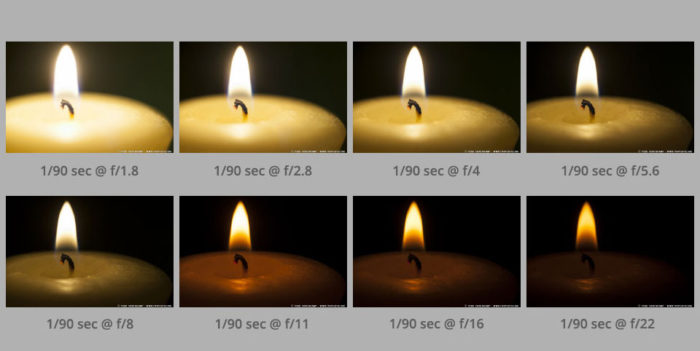 1/90 sec @ f/1.8
1/90 sec @ f/2.8
1/90 sec @ f/4
1/90 sec @ f/5.6
1/90 sec @ f/8
1/90 sec @ f/11
1/90 sec @ f/16
1/90 sec @ f/22